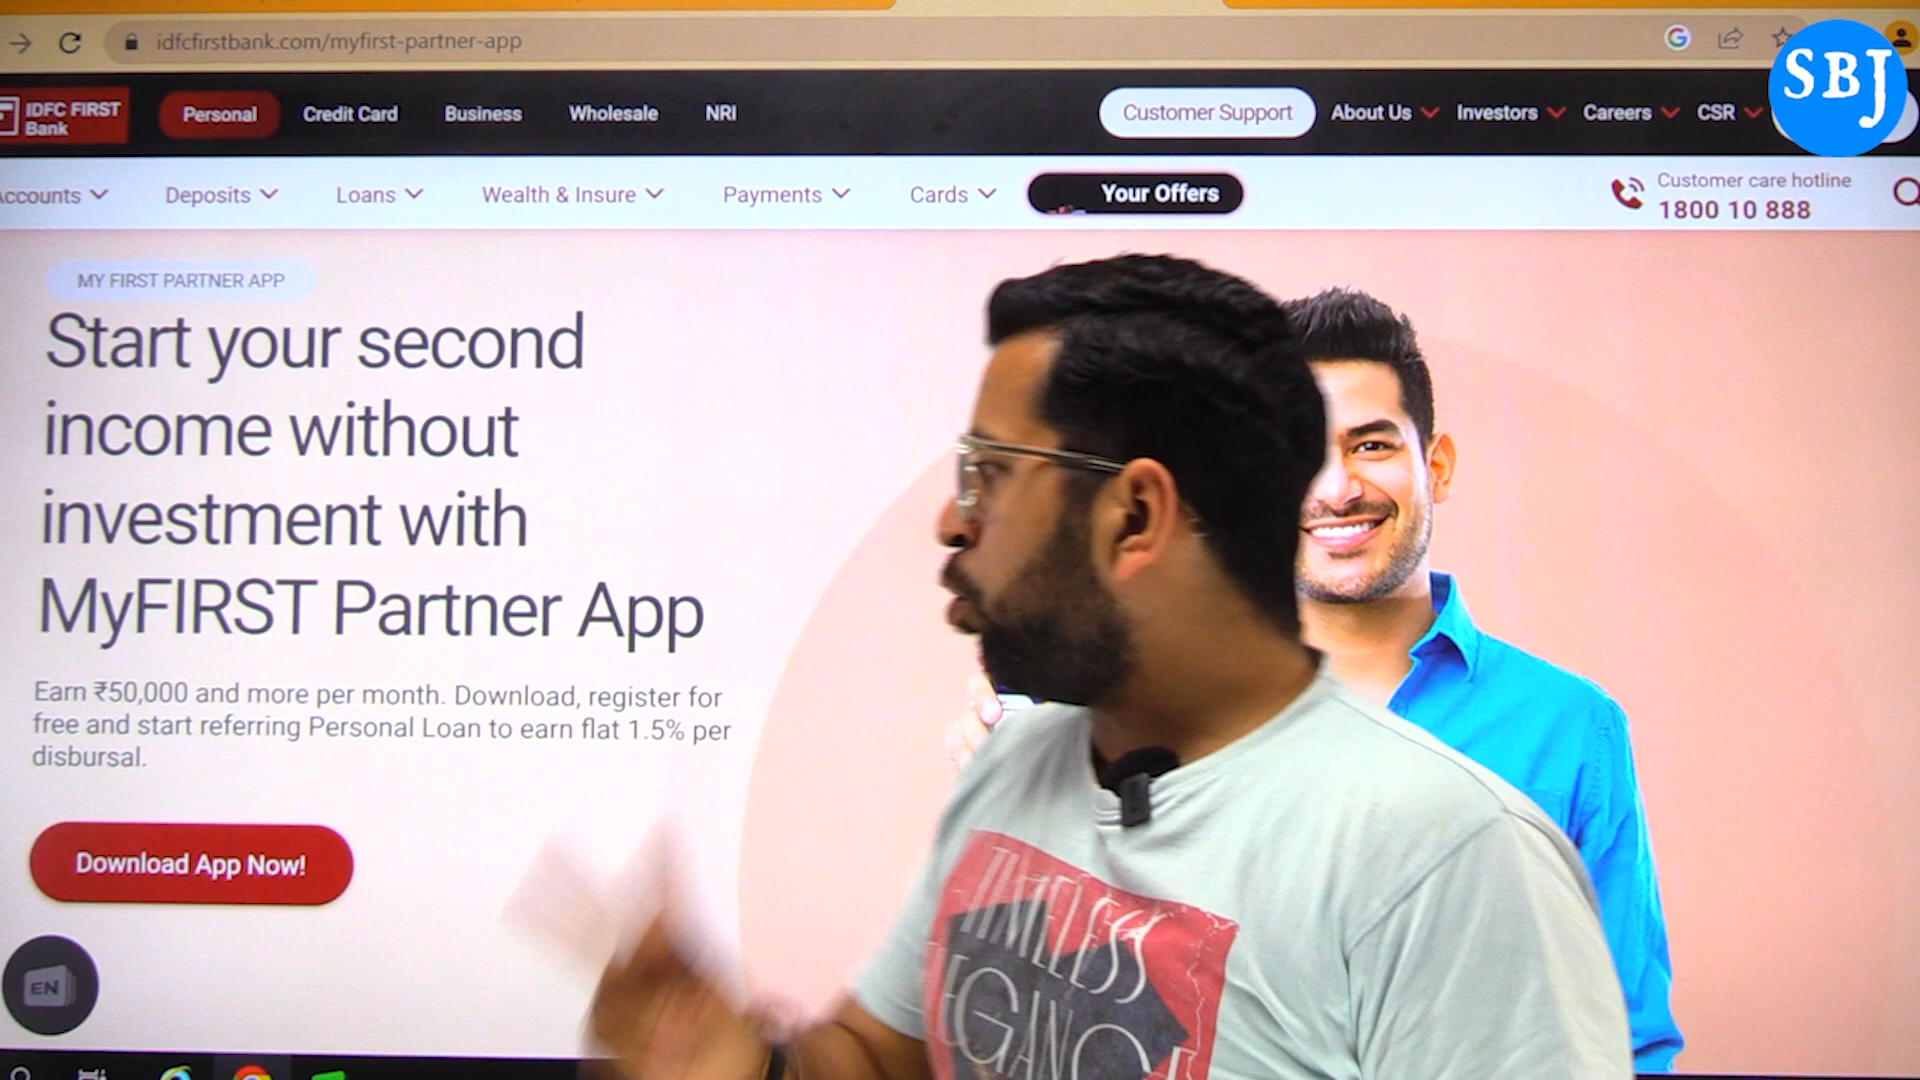 idfcfirstbank.com/myfirst-partner-app
SBJ
IDFC FIRST
Bank
Personal
Credit Card
Business
Wholesale
NRI
Customer Support
About Us
Investors
Careers
CSR
ccounts
Deposits
Loans
Wealth & Insure
Payments
Cards
Your Offers
Customer care hotline
1800 10 888
MY FIRST PARTNER APP
Start your second
income without
investment with
MyFIRST Partner App
Earn ₹50,000 and more per month. Download, register for
free and start referring Personal Loan to earn flat 1.5% per
disbursal.
Download App Now!
EN
TIMELESS
EGANC